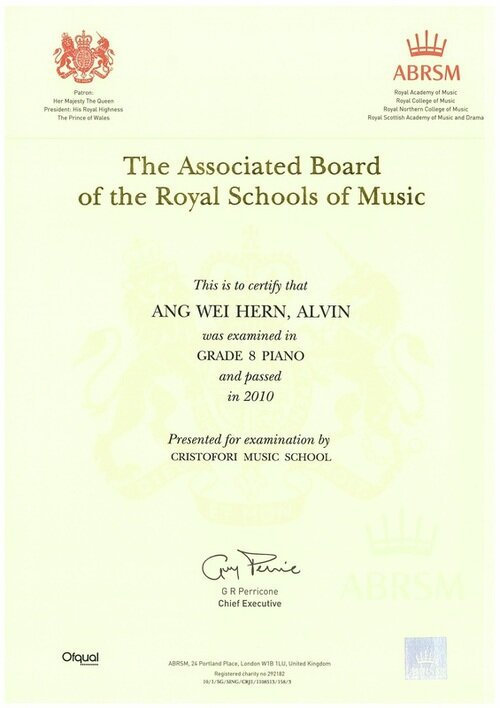 Patron:
Her Majesty The Queen
President: His Royal Highness
The Prince of Wales
ABRSM
Royal Academy of Music
Royal College of Music
Royal Northern College of Music
Royal Scottish Academy of Music and Drama
The Associated Board
of the Royal Schools of Music
This is to certify that
ANG WEI HERN, ALVIN
was examined in
GRADE 8 PIANO
and passed
in 2010
Presented for examination by
CRISTOFORI MUSIC SCHOOL
Guy Perricone
G R Perricone
Chief Executive
ABRSM
Ofqual
ABRSM, 24 Portland Place, London W1B 1LU, United Kingdom
Registered charity no 292182